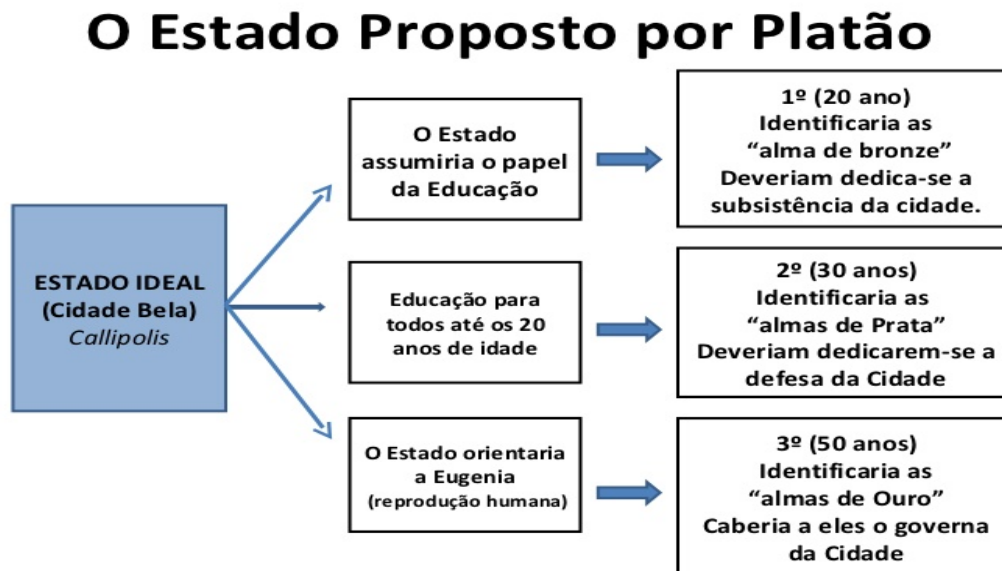 O Estado Proposto por Platão
ESTADO IDEAL
(Cidade Bela)
Callipolis
O Estado
assumiria o papel
da Educação
1º (20 ano)
Identificaria as
“alma de bronze”
Deveriam dedica-se a
subsistência da cidade.
Educação para
todos até os 20
anos de idade
2º (30 anos)
Identificaria as
“almas de Prata”
Deveriam dedicarem-se a
defesa da Cidade
O Estado orientaria
a Eugenia
(reprodução humana)
3º (50 anos)
Identificaria as
“almas de Ouro”
Caberia a eles o governa
da Cidade